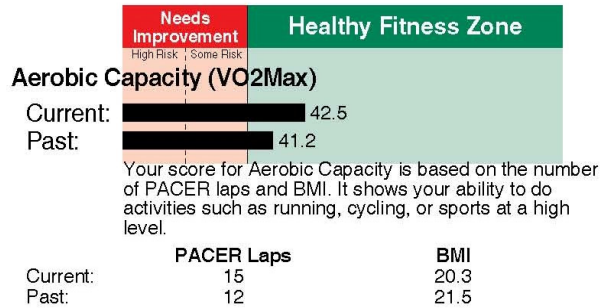 Needs
Improvement
Healthy Fitness Zone
High Risk Some Risk
Aerobic Capacity (VO2Max)
Current: 42.5
Past: 41.2
Your score for Aerobic Capacity is based on the number
of PACER laps and BMI. It shows your ability to do
activities such as running, cycling, or sports at a high
level.
PACER Laps BMI
Current: 15 20.3
Past: 12 21.5